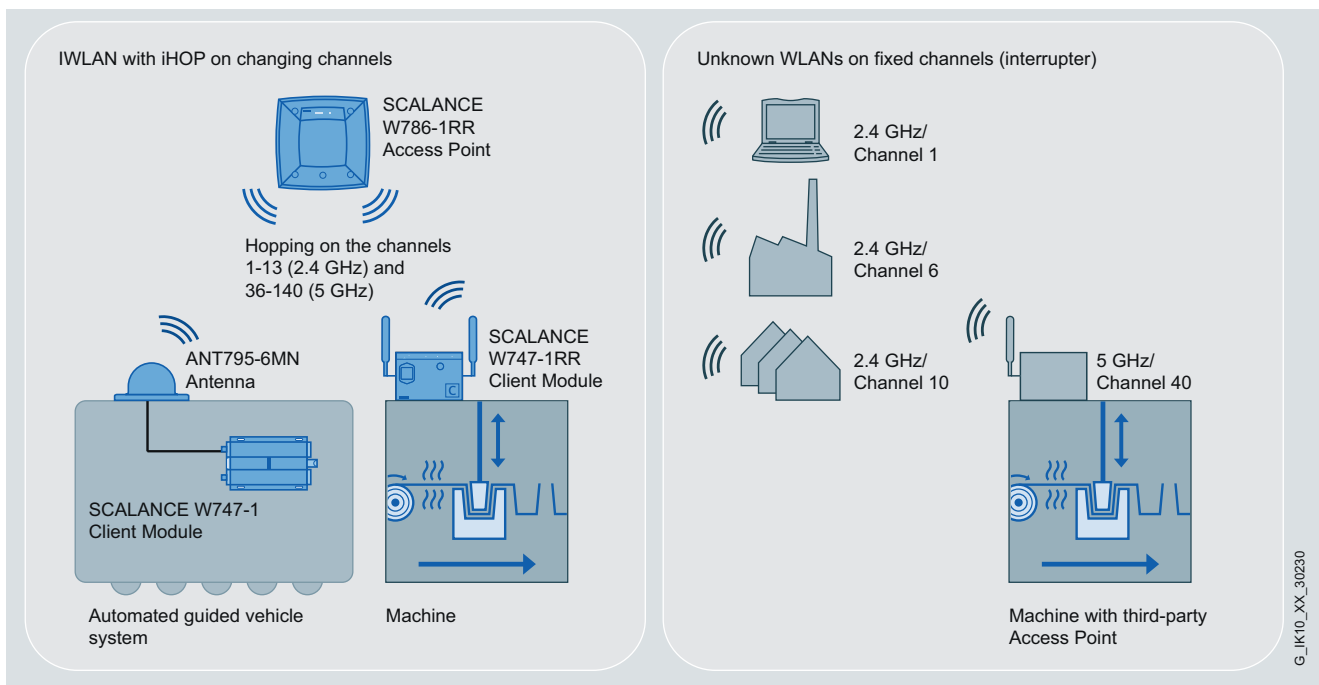 IWLAN with iHOP on changing channels
SCALANCE
W786-1RR
Access Point
Hopping on the channels
1-13 (2.4 GHz) and
36-140 (5 GHz)
ANT795-6MN
Antenna
SCALANCE
W747-1RR
Client Module
C
SCALANCE W747-1
Client Module
Automated guided vehicle
system
Machine
Unknown WLANs on fixed channels (interrupter)
2.4 GHz/
Channel 1
2.4 GHz/
Channel 6
2.4 GHz/
Channel 10
5 GHz/
Channel 40
Machine with third-party
Access Point
G_IK10_XX_30230